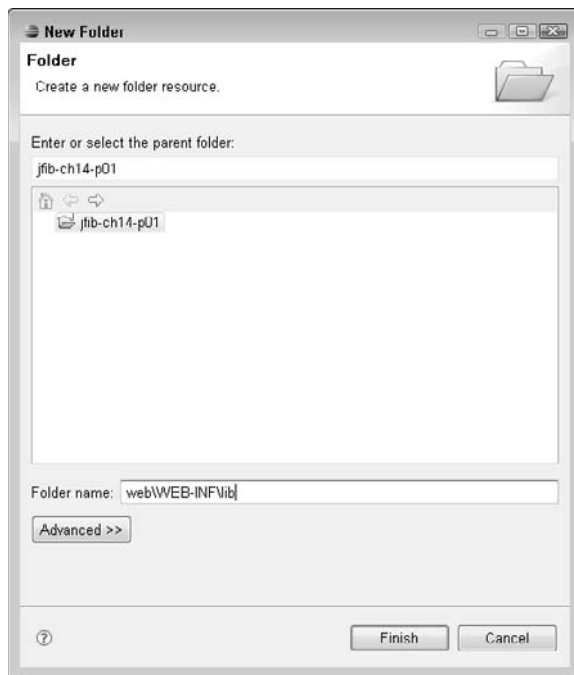 New Folder
Folder
Create a new folder resource.
Enter or select the parent folder:
jfib-ch14-p01
jfib-ch14-p01
Folder name: web\WEB-INF\lib
Advanced >>
?
Finish Cancel